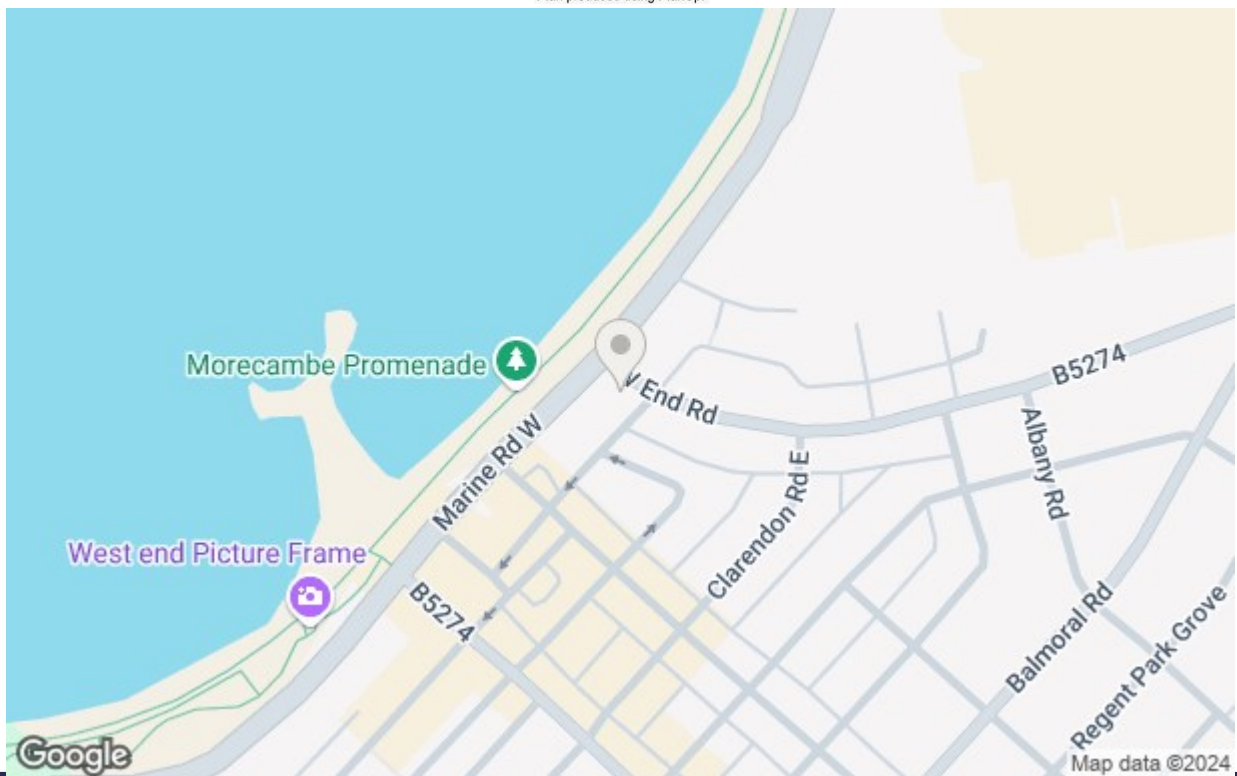 Morecambe Promenade
End Rd
B5274
Albany Rd
Marine Rd W
Clarendon Rd E
West end Picture Frame
B5274
Balmoral Rd
Regent Park Grove
Google
Map data ©2024